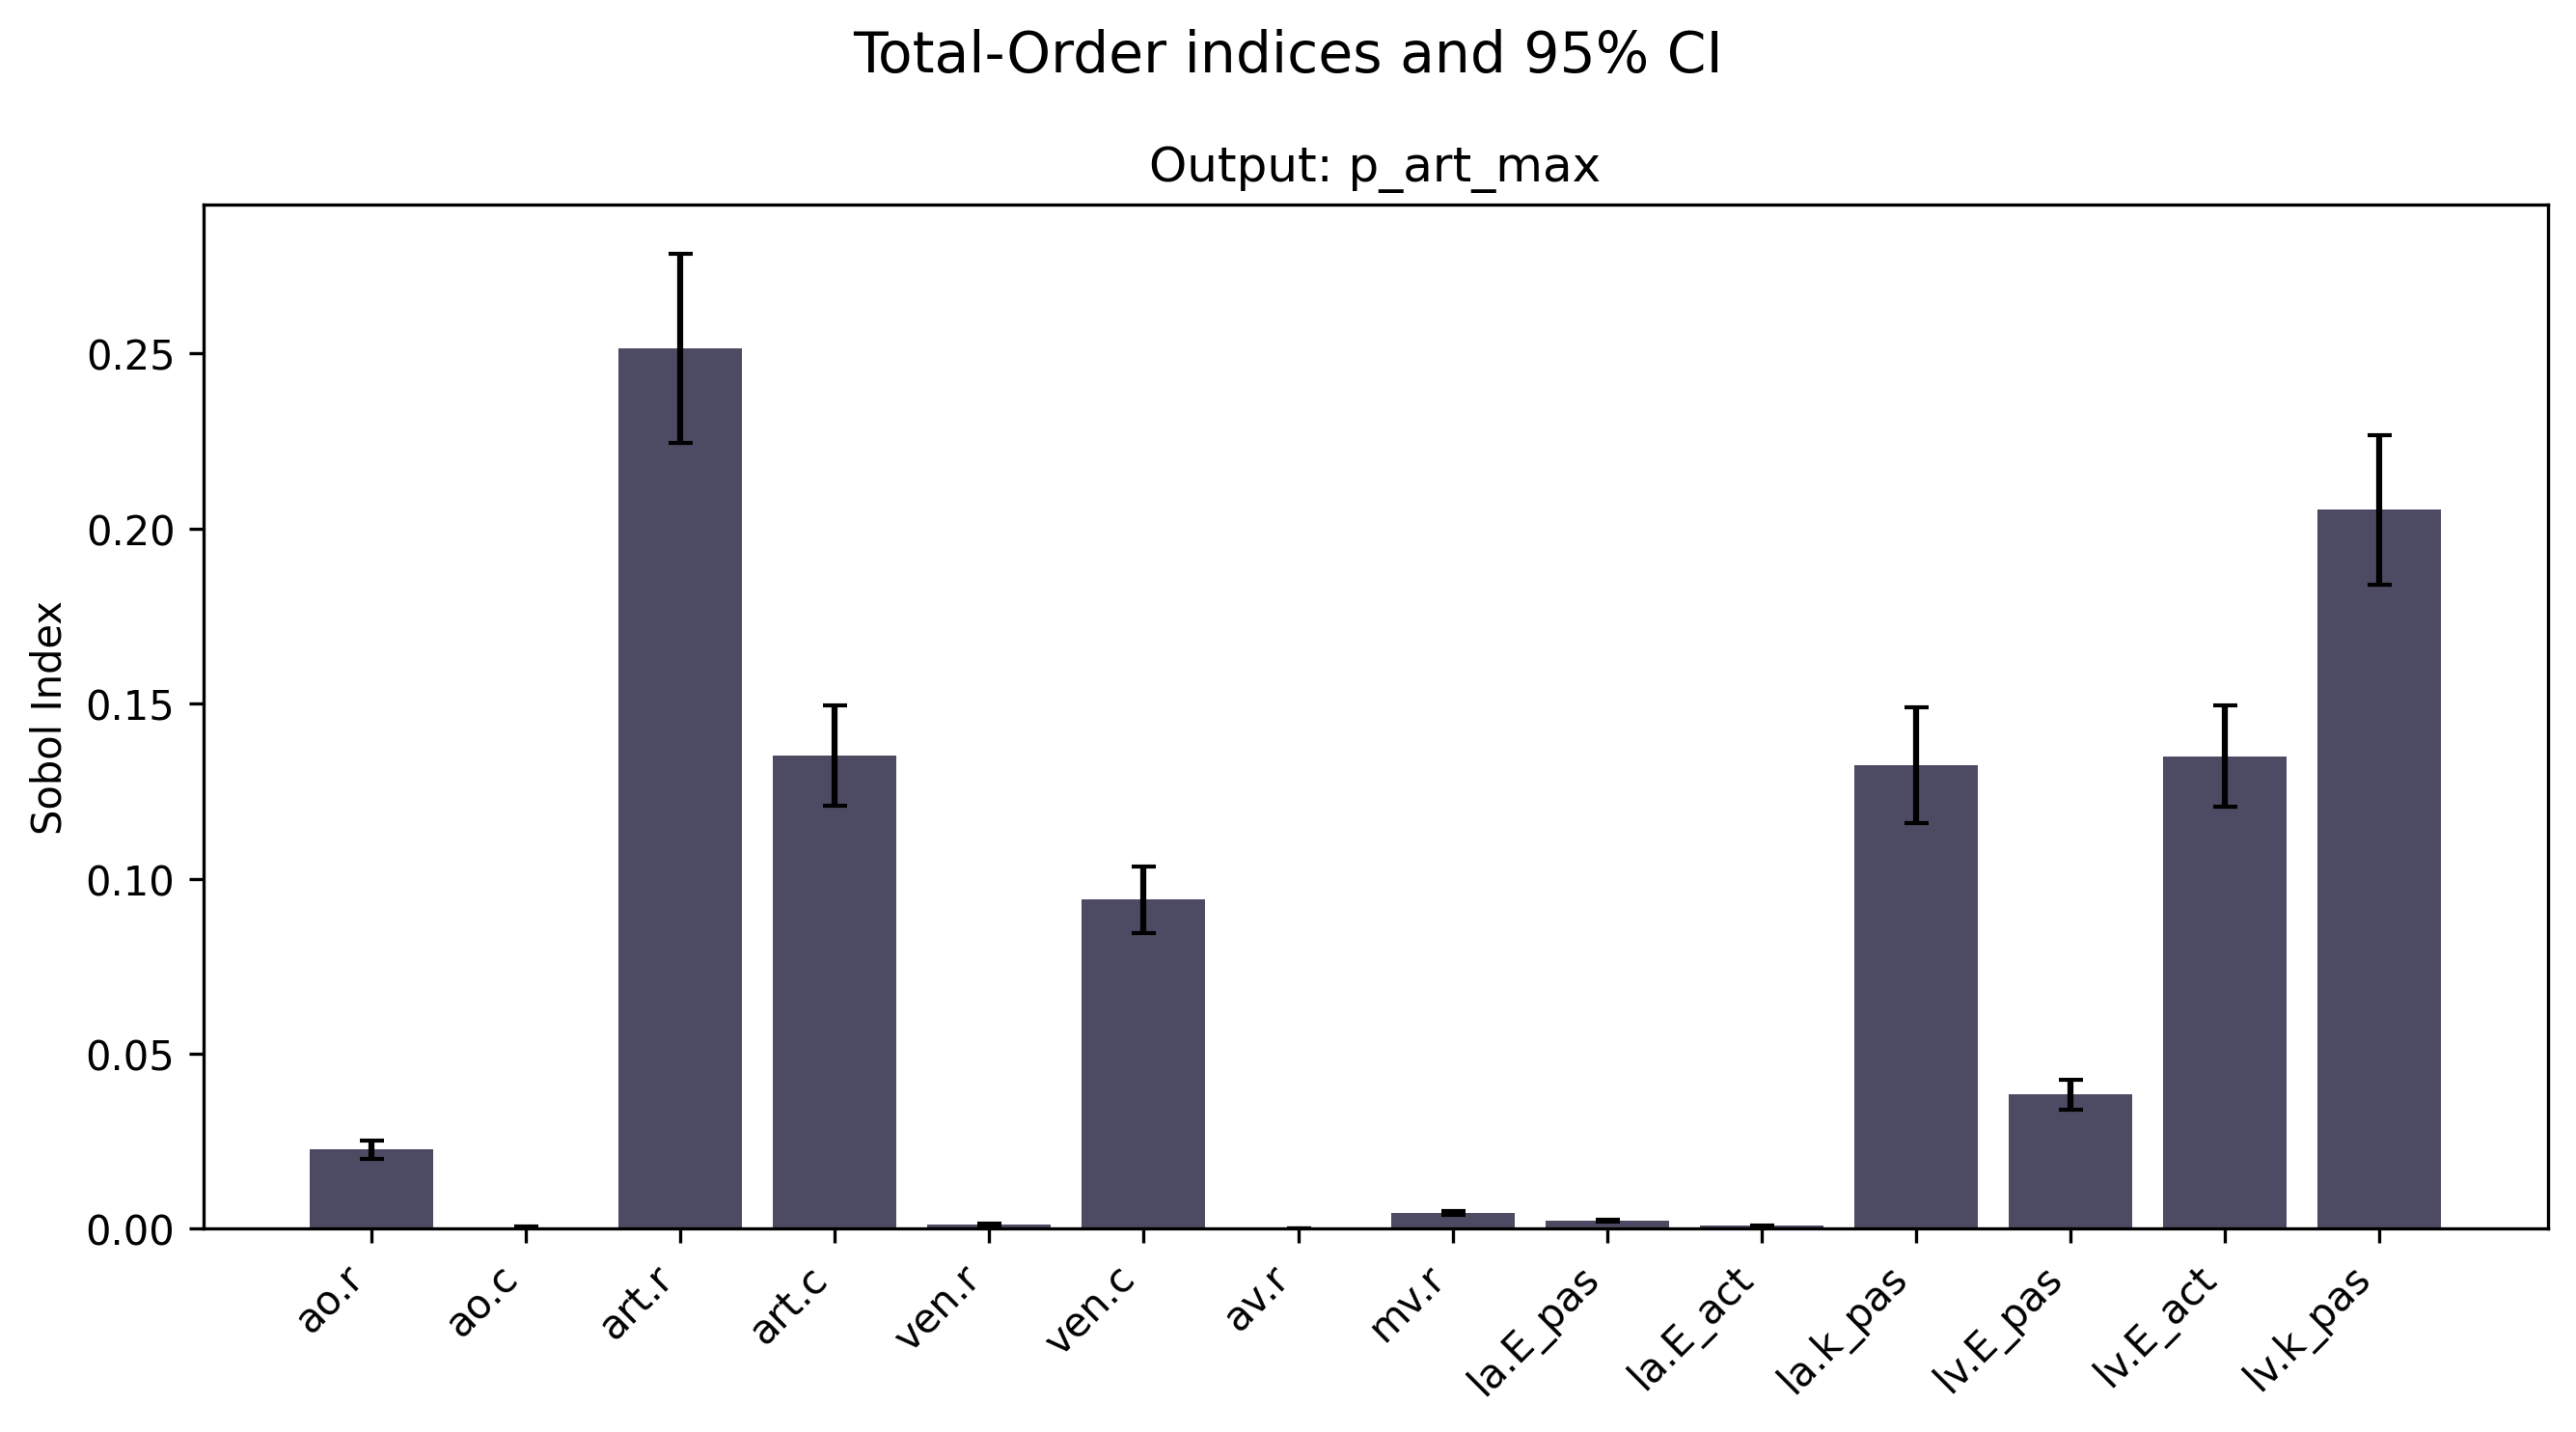 Total-Order indices and 95% CI
Output: p_art_max
Sobol Index
0.25
0.20
0.15
0.10
0.05
0.00
ao.r
ao.c
art.r
art.c
ven.r
ven.c
av.r
mv.r
la.E_pas
la.E_act
la.k_pas
lv.E_pas
lv.E_act
lv.k_pas